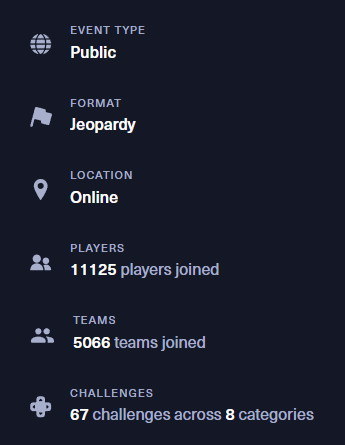 EVENT TYPE
Public
FORMAT
Jeopardy
LOCATION
Online
PLAYERS
11125 players joined
TEAMS
5066 teams joined
CHALLENGES
67 challenges across 8 categories